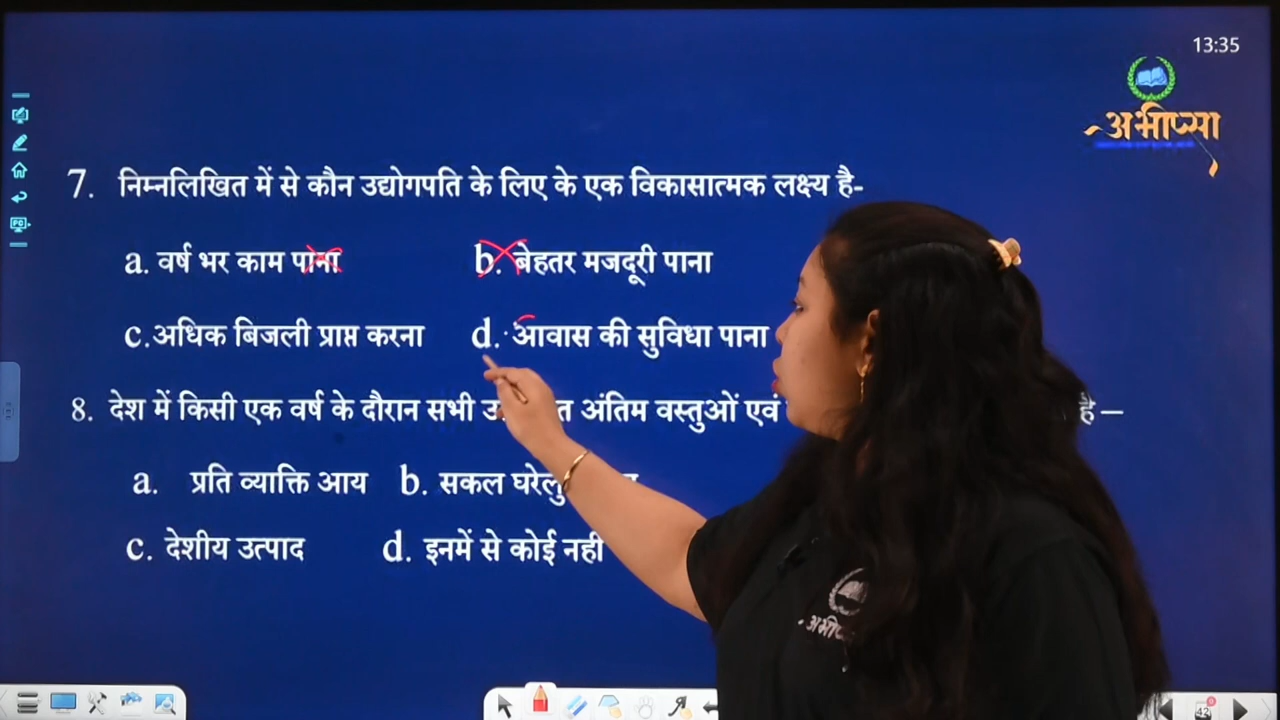 13:35
अभीप्सा
7. निम्नलिखित में से कौन उद्योगपति के लिए के एक विकासात्मक लक्ष्य है-
a. वर्ष भर काम पाना b. बेहतर मजदूरी पाना
c.अधिक बिजली प्राप्त करना d. आवास की सुविधा पाना
8. देश में किसी एक वर्ष के दौरान सभी अंतिम वस्तुओं एवं है –
a. प्रति व्याक्ति आय b. सकल घरेलु
c. देशीय उत्पाद d. इनमें से कोई नही
42